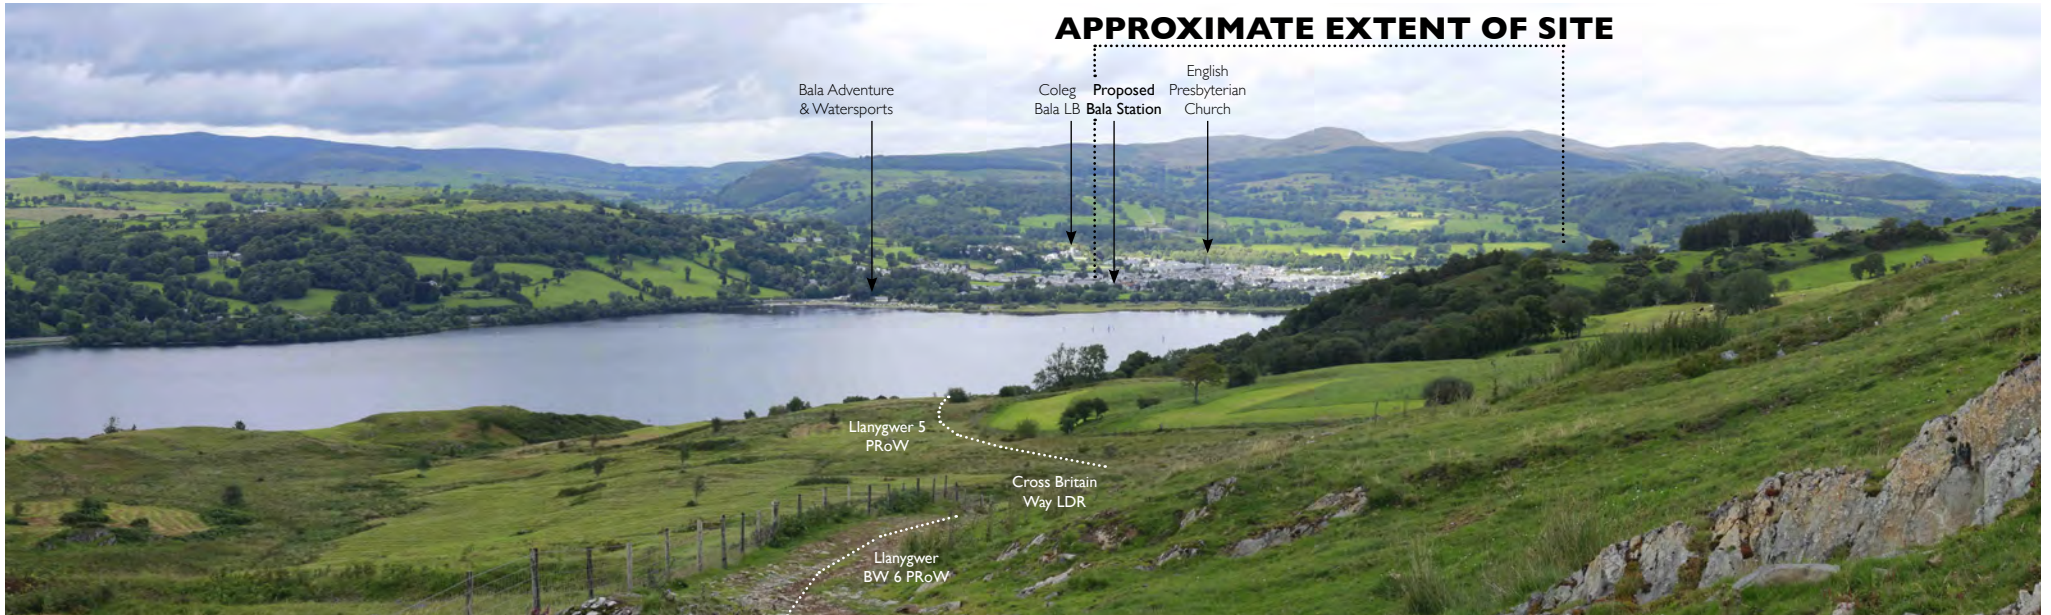 APPROXIMATE EXTENT OF SITE
Bala Adventure
& Watersports
Coleg
Bala LB
Proposed
Bala Station
English
Presbyterian
Church
Llanygwer 5
PRoW
Cross Britain
Way LDR
Llanygwer
BW 6 PRoW